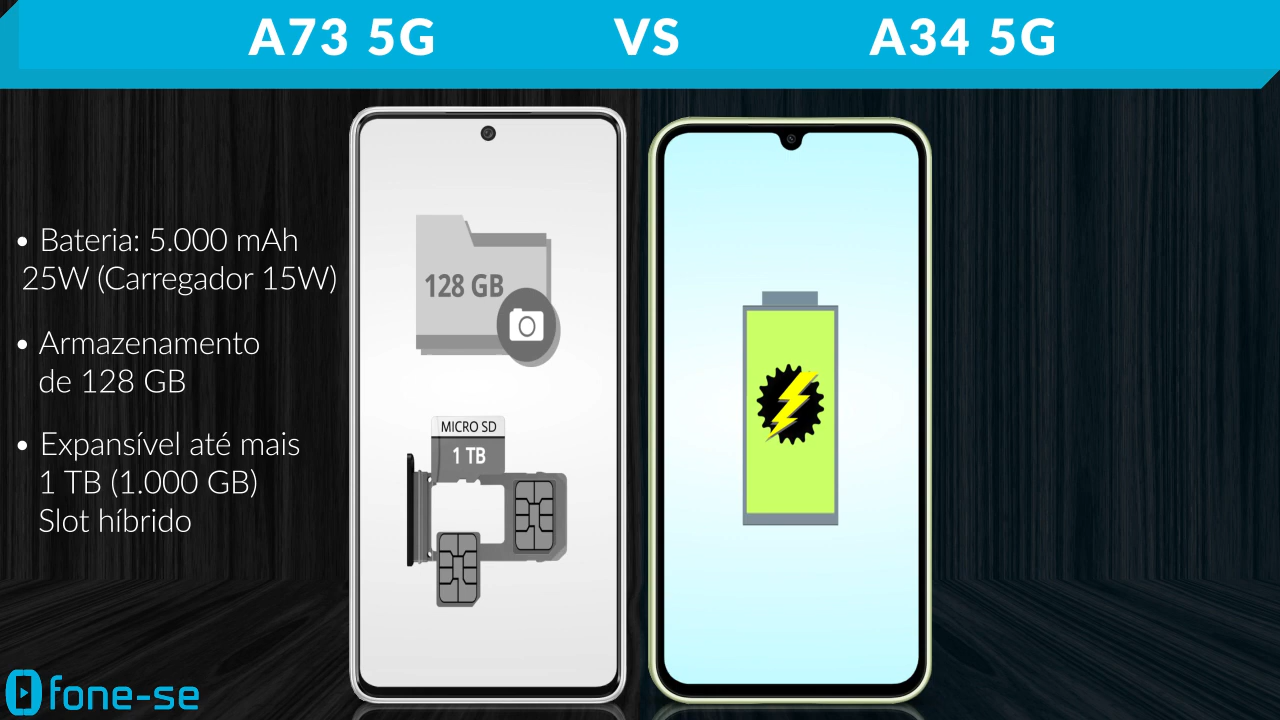 A73 5G VS A34 5G
• Bateria: 5.000 mAh
25W (Carregador 15W)
• Armazenamento
de 128 GB
• Expansível até mais
1 TB (1.000 GB)
Slot híbrido
128 GB
MICRO SD
1 TB
fone-se